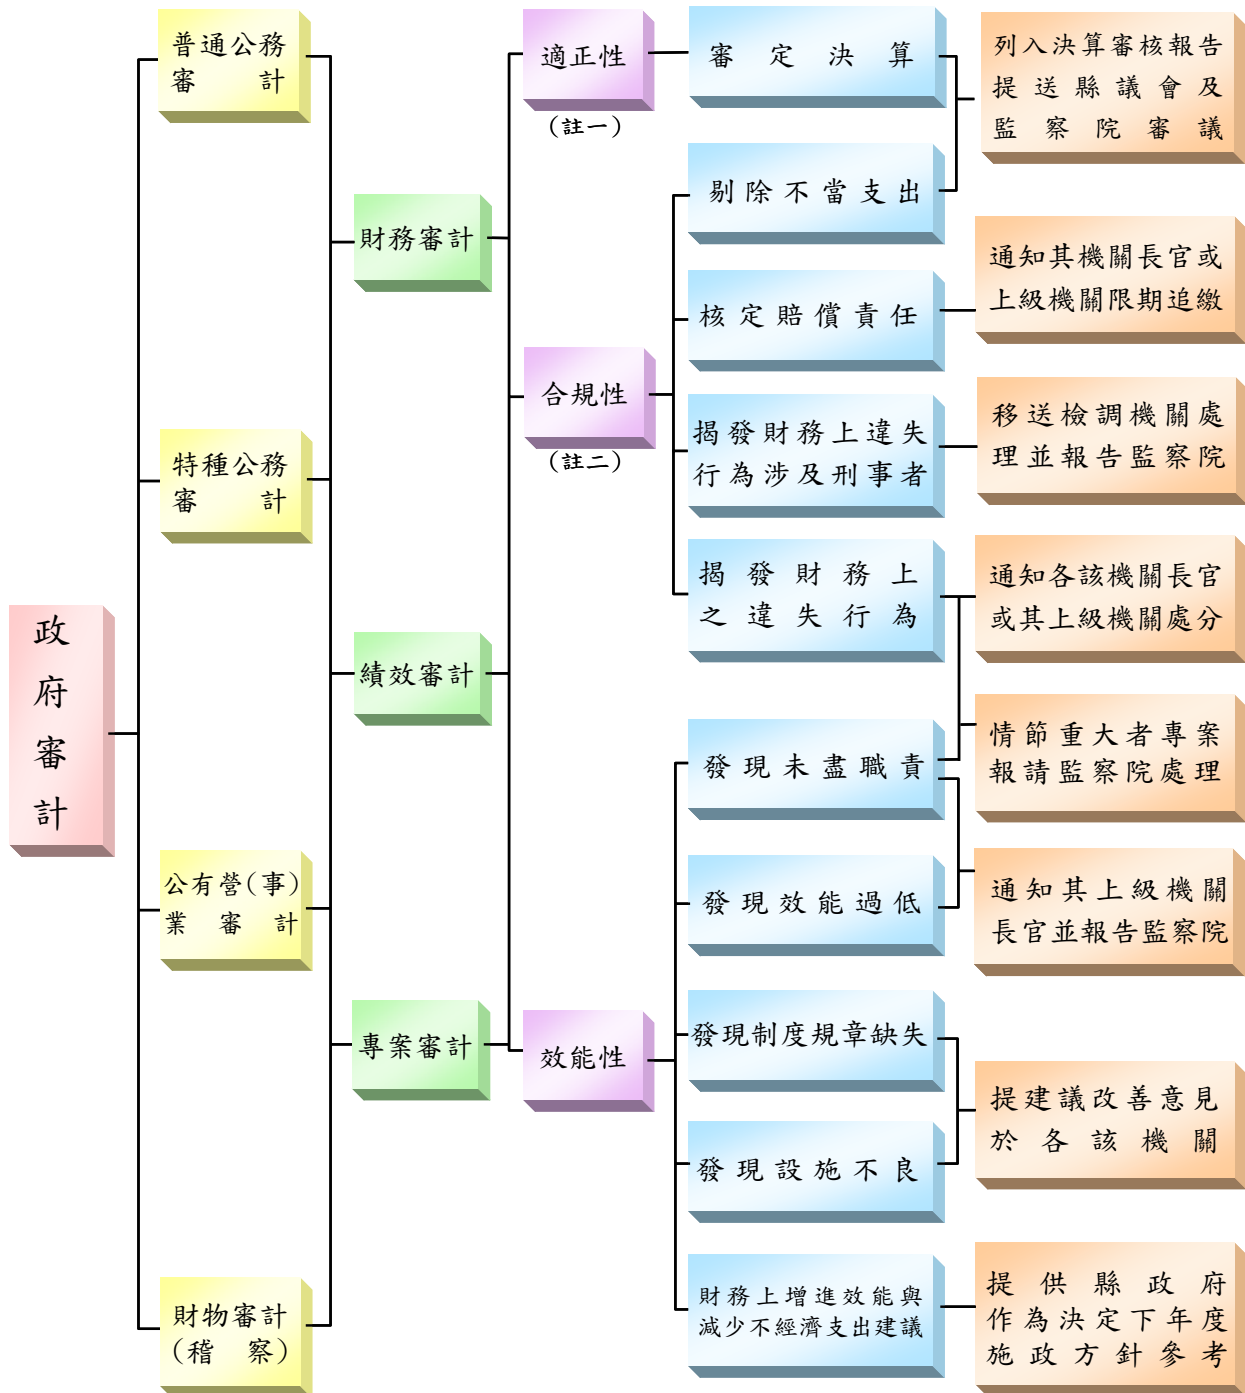 政
府
審
計
普通公務
審計
特種公務
審計
公有營(事)
業審計
財物審計
(稽察)
財務審計
績效審計
專案審計
適正性
(註一)
合規性
(註二)
效能性
審定決算
剔除不當支出
核定賠償責任
揭發財務上違失
行為涉及刑事者
揭發財務上
之違失行為
發現未盡職責
發現效能過低
發現制度規章缺失
發現設施不良
財務上增進效能與
減少不經濟支出建議
列入決算審核報告
提送縣議會及
監察院審議
通知其機關長官或
上級機關限期追繳
移送檢調機關處
理並報告監察院
通知各該機關長官
或其上級機關處分
情節重大者專案
報請監察院處理
通知其上級機關
長官並報告監察院
提建議改善意見
於各該機關
提供縣政府
作為決定下年度
施政方針參考